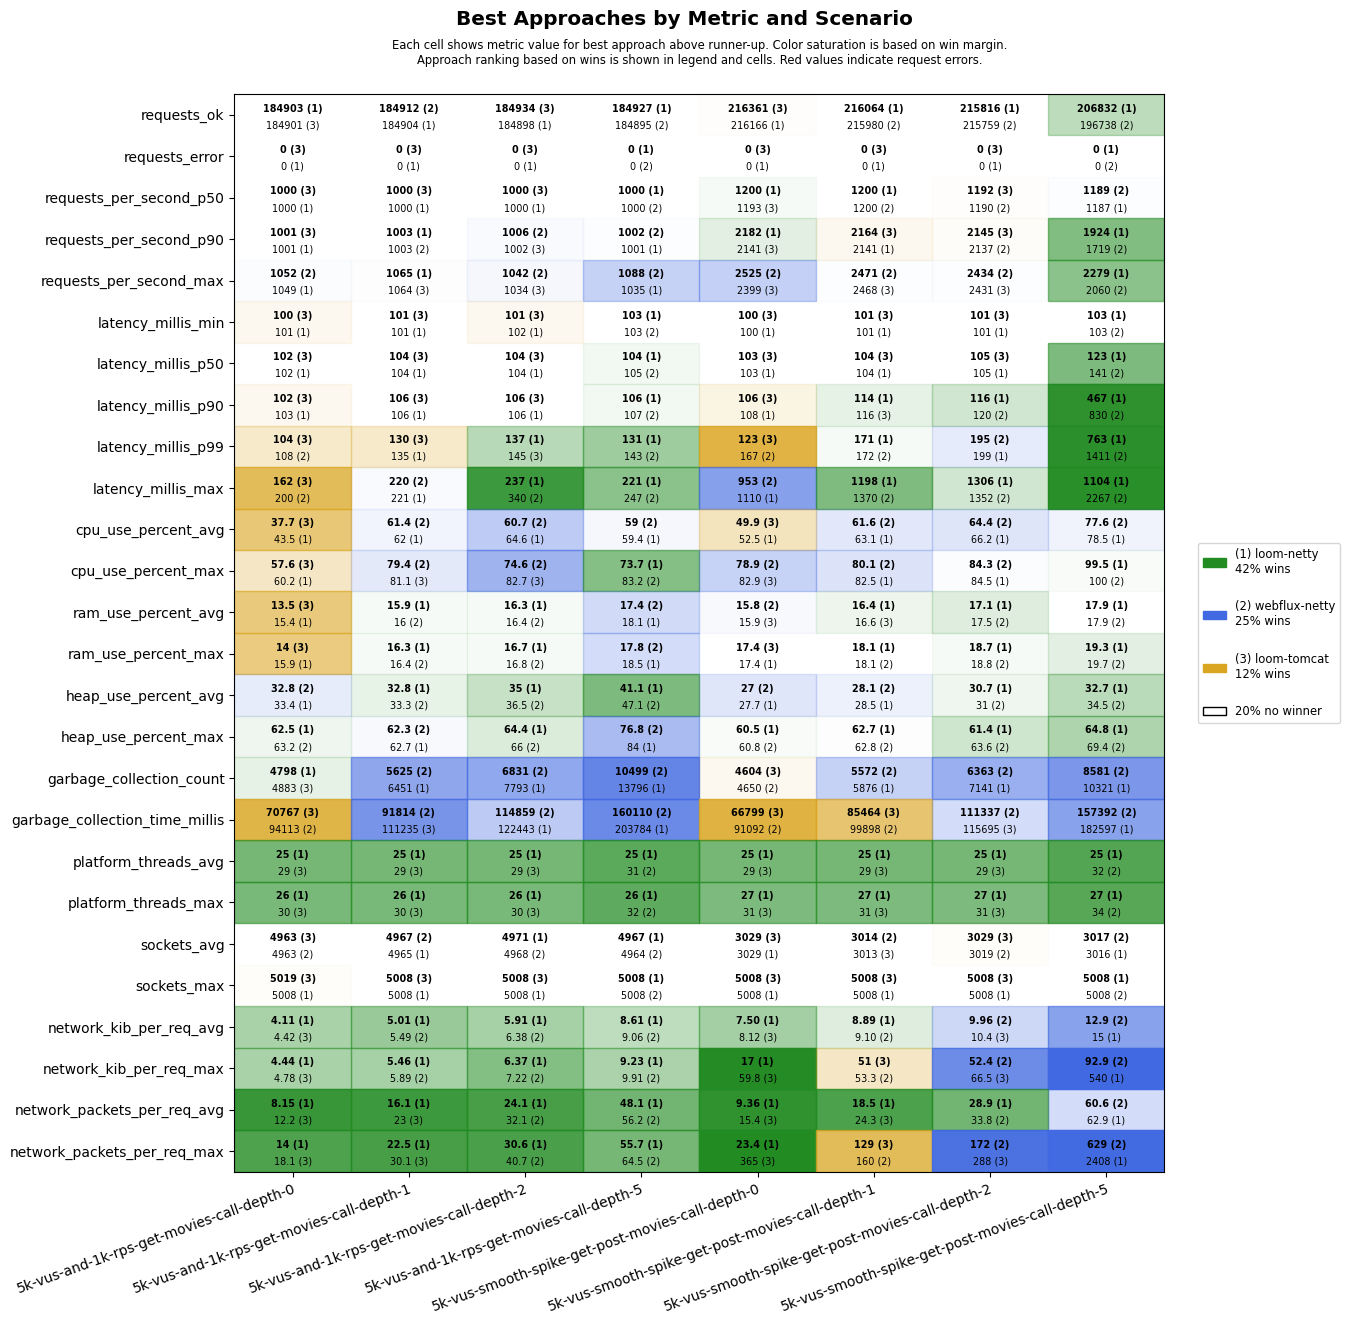 Best Approaches by Metric and Scenario
Each cell shows metric value for best approach above runner-up. Color saturation is based on win margin.
Approach ranking based on wins is shown in legend and cells. Red values indicate request errors.
requests_ok
184903 (1) 184912 (2) 184934 (3) 184927 (1) 216361 (3) 216064 (1) 215816 (1) 206832 (1)
184901 (3) 184904 (1) 184898 (1) 184895 (2) 216166 (1) 215980 (2) 215759 (2) 196738 (2)
requests_error
0 (3) 0 (3) 0 (3) 0 (1) 0 (3) 0 (3) 0 (3) 0 (1)
0 (1) 0 (1) 0 (1) 0 (2) 0 (1) 0 (1) 0 (1) 0 (2)
requests_per_second_p50
1000 (3) 1000 (3) 1000 (3) 1000 (1) 1200 (1) 1200 (1) 1192 (3) 1189 (2)
1000 (1) 1000 (1) 1000 (1) 1000 (2) 1193 (3) 1200 (2) 1190 (2) 1187 (1)
requests_per_second_p90
1001 (3) 1003 (1) 1006 (2) 1002 (2) 2182 (1) 2164 (3) 2145 (3) 1924 (1)
1001 (1) 1003 (2) 1002 (3) 1001 (1) 2141 (3) 2141 (1) 2137 (2) 1719 (2)
requests_per_second_max
1052 (2) 1065 (1) 1042 (2) 1088 (2) 2525 (2) 2471 (2) 2434 (2) 2279 (1)
1049 (1) 1064 (3) 1034 (3) 1035 (1) 2399 (3) 2468 (3) 2431 (3) 2060 (2)
latency_millis_min
100 (3) 101 (3) 101 (3) 103 (1) 100 (3) 101 (3) 101 (3) 103 (1)
101 (1) 101 (1) 102 (1) 103 (2) 100 (1) 101 (1) 101 (1) 103 (2)
latency_millis_p50
102 (3) 104 (3) 104 (3) 104 (1) 103 (3) 104 (3) 105 (3) 123 (1)
102 (1) 104 (1) 104 (1) 105 (2) 103 (1) 104 (1) 105 (1) 141 (2)
latency_millis_p90
102 (3) 106 (3) 106 (3) 106 (1) 106 (3) 114 (1) 116 (1) 467 (1)
103 (1) 106 (1) 106 (1) 107 (2) 108 (1) 116 (3) 120 (2) 830 (2)
latency_millis_p99
104 (3) 130 (3) 137 (1) 131 (1) 123 (3) 171 (1) 195 (2) 763 (1)
108 (2) 135 (1) 145 (3) 143 (2) 167 (2) 172 (2) 199 (1) 1411 (2)
latency_millis_max
162 (3) 220 (2) 237 (1) 221 (1) 953 (2) 1198 (1) 1306 (1) 1104 (1)
200 (2) 221 (1) 340 (2) 247 (2) 1110 (1) 1370 (2) 1352 (2) 2267 (2)
cpu_use_percent_avg
37.7 (3) 61.4 (2) 60.7 (2) 59 (2) 49.9 (3) 61.6 (2) 64.4 (2) 77.6 (2)
43.5 (1) 62 (1) 64.6 (1) 59.4 (1) 52.5 (1) 63.1 (1) 66.2 (1) 78.5 (1)
cpu_use_percent_max
57.6 (3) 79.4 (2) 74.6 (2) 73.7 (1) 78.9 (2) 80.1 (2) 84.3 (2) 99.5 (1)
60.2 (1) 81.1 (3) 82.7 (3) 83.2 (2) 82.9 (3) 82.5 (1) 84.5 (1) 100 (2)
ram_use_percent_avg
13.5 (3) 15.9 (1) 16.3 (1) 17.4 (2) 15.8 (2) 16.4 (1) 17.1 (1) 17.9 (1)
15.4 (1) 16 (2) 16.4 (2) 18.1 (1) 15.9 (3) 16.6 (3) 17.5 (2) 17.9 (2)
ram_use_percent_max
14 (3) 16.3 (1) 16.7 (1) 17.8 (2) 17.4 (3) 18.1 (1) 18.7 (1) 19.3 (1)
15.9 (1) 16.4 (2) 16.8 (2) 18.5 (1) 17.4 (1) 18.1 (2) 18.8 (2) 19.7 (2)
heap_use_percent_avg
32.8 (2) 32.8 (1) 35 (1) 41.1 (1) 27 (2) 28.1 (2) 30.7 (1) 32.7 (1)
33.4 (1) 33.3 (2) 36.5 (2) 47.1 (2) 27.7 (1) 28.5 (1) 31 (2) 34.5 (2)
heap_use_percent_max
62.5 (1) 62.3 (2) 64.4 (1) 76.8 (2) 60.5 (1) 62.7 (1) 61.4 (1) 64.8 (1)
63.2 (2) 62.7 (1) 66 (2) 84 (1) 60.8 (2) 62.8 (2) 63.6 (2) 69.4 (2)
garbage_collection_count
4798 (1) 5625 (2) 6831 (2) 10499 (2) 4604 (3) 5572 (2) 6363 (2) 8581 (2)
4883 (3) 6451 (1) 7793 (1) 13796 (1) 4650 (2) 5876 (1) 7141 (1) 10321 (1)
garbage_collection_time_millis
70767 (3) 91814 (2) 114859 (2) 160110 (2) 66799 (3) 85464 (3) 111337 (2) 157392 (2)
94113 (2) 111235 (3) 122443 (1) 203784 (1) 91092 (2) 99898 (2) 115695 (3) 182597 (1)
platform_threads_avg
25 (1) 25 (1) 25 (1) 25 (1) 25 (1) 25 (1) 25 (1) 25 (1)
29 (3) 29 (3) 29 (3) 31 (2) 29 (3) 29 (3) 29 (3) 32 (2)
platform_threads_max
26 (1) 26 (1) 26 (1) 26 (1) 27 (1) 27 (1) 27 (1) 27 (1)
30 (3) 30 (3) 30 (3) 32 (2) 31 (3) 31 (3) 31 (3) 34 (2)
sockets_avg
4963 (3) 4967 (2) 4971 (1) 4967 (1) 3029 (3) 3014 (2) 3029 (3) 3017 (2)
4963 (2) 4965 (1) 4968 (2) 4964 (2) 3029 (1) 3013 (3) 3019 (2) 3016 (1)
sockets_max
5019 (3) 5008 (3) 5008 (3) 5008 (1) 5008 (3) 5008 (3) 5008 (3) 5008 (1)
5008 (1) 5008 (1) 5008 (1) 5008 (2) 5008 (1) 5008 (1) 5008 (1) 5008 (2)
network_kib_per_req_avg
4.11 (1) 5.01 (1) 5.91 (1) 8.61 (1) 7.50 (1) 8.89 (1) 9.96 (2) 12.9 (2)
4.42 (3) 5.49 (2) 6.38 (2) 9.06 (2) 8.12 (3) 9.10 (2) 10.4 (3) 15 (1)
network_kib_per_req_max
4.44 (1) 5.46 (1) 6.37 (1) 9.23 (1) 17 (1) 51 (3) 52.4 (2) 92.9 (2)
4.78 (3) 5.89 (2) 7.22 (2) 9.91 (2) 59.8 (3) 53.3 (2) 66.5 (3) 540 (1)
network_packets_per_req_avg
8.15 (1) 16.1 (1) 24.1 (1) 48.1 (1) 9.36 (1) 18.5 (1) 28.9 (1) 60.6 (2)
12.2 (3) 23 (3) 32.1 (2) 56.2 (2) 15.4 (3) 24.3 (3) 33.8 (2) 62.9 (1)
network_packets_per_req_max
14 (1) 22.5 (1) 30.6 (1) 55.7 (1) 23.4 (1) 129 (3) 172 (2) 629 (2)
18.1 (3) 30.1 (3) 40.7 (2) 64.5 (2) 365 (3) 160 (2) 288 (3) 2408 (1)
5k-vus-and-1k-rps-get-movies-call-depth-0
5k-vus-and-1k-rps-get-movies-call-depth-1
5k-vus-and-1k-rps-get-movies-call-depth-2
5k-vus-and-1k-rps-get-movies-call-depth-5
5k-vus-smooth-spike-get-post-movies-call-depth-0
5k-vus-smooth-spike-get-post-movies-call-depth-1
5k-vus-smooth-spike-get-post-movies-call-depth-2
5k-vus-smooth-spike-get-post-movies-call-depth-5
(1) loom-netty
42% wins
(2) webflux-netty
25% wins
(3) loom-tomcat
12% wins
20% no winner